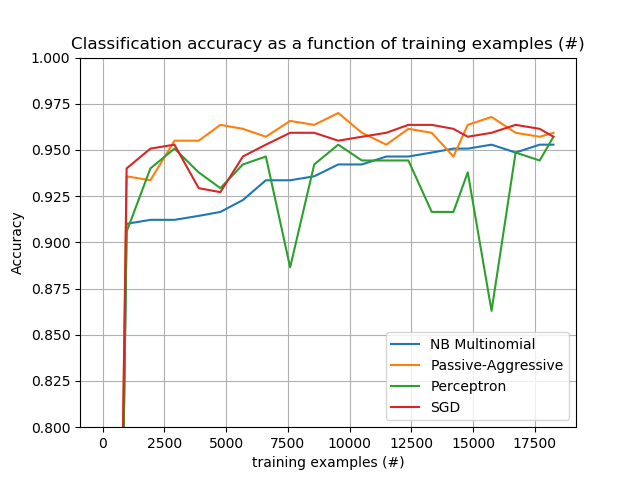 Classification accuracy as a function of training examples (#)
1.000
0.975
0.950
0.925
0.900
0.875
0.850
0.825
0.800
Accuracy
NB Multinomial
Passive-Aggressive
Perceptron
SGD
0 2500 5000 7500 10000 12500 15000 17500
training examples (#)